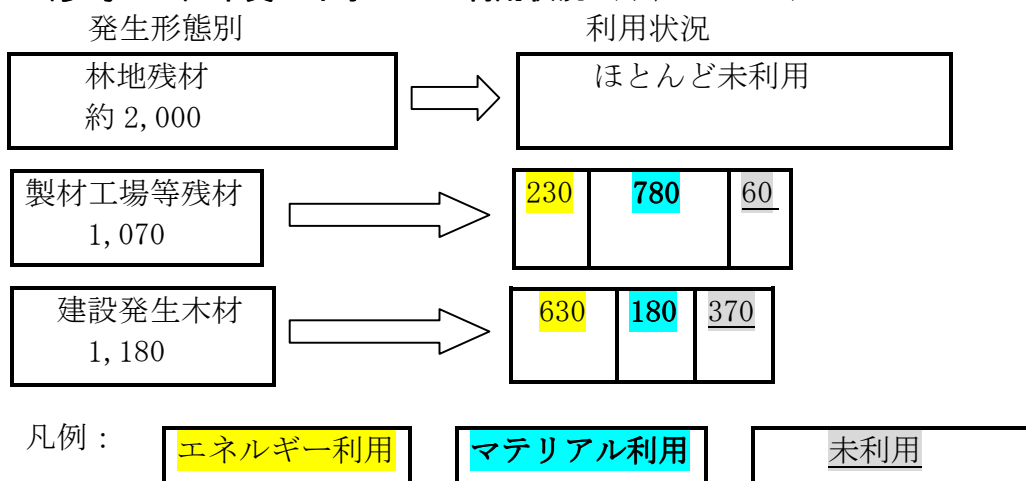 発生形態別 利用状況
林地残材 ほとんど未利用
約2,000
製材工場等残材 230 780 60
1,070
建設発生木材 630 180 370
1,180
凡例: エネルギー利用 マテリアル利用 未利用